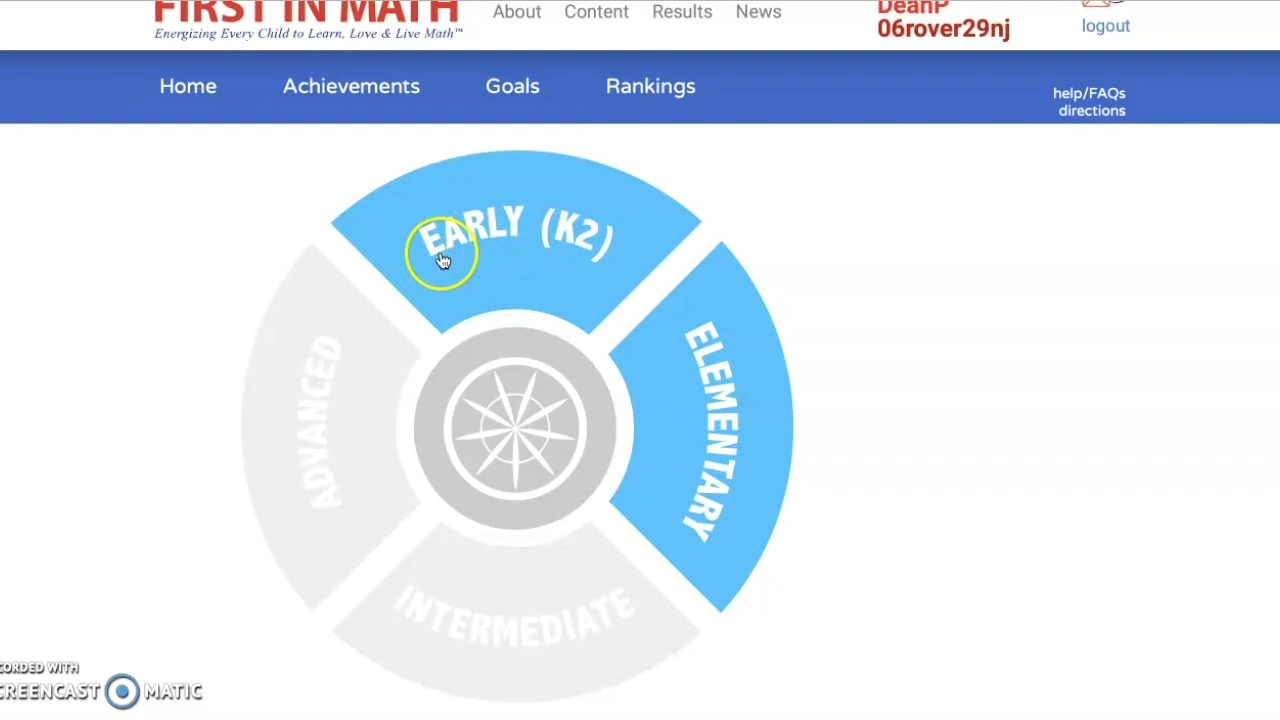 FIRST IN MATH
Energizing Every Child to Learn, Love & Live Math™
About Content Results News
DeanP
06rover29nj
logout
Home Achievements Goals Rankings
help/FAQs
directions
EARLY (K2)
ELEMENTARY
ADVANCED
INTERMEDIATE
CORDED WITH
CREENCAST MATIC